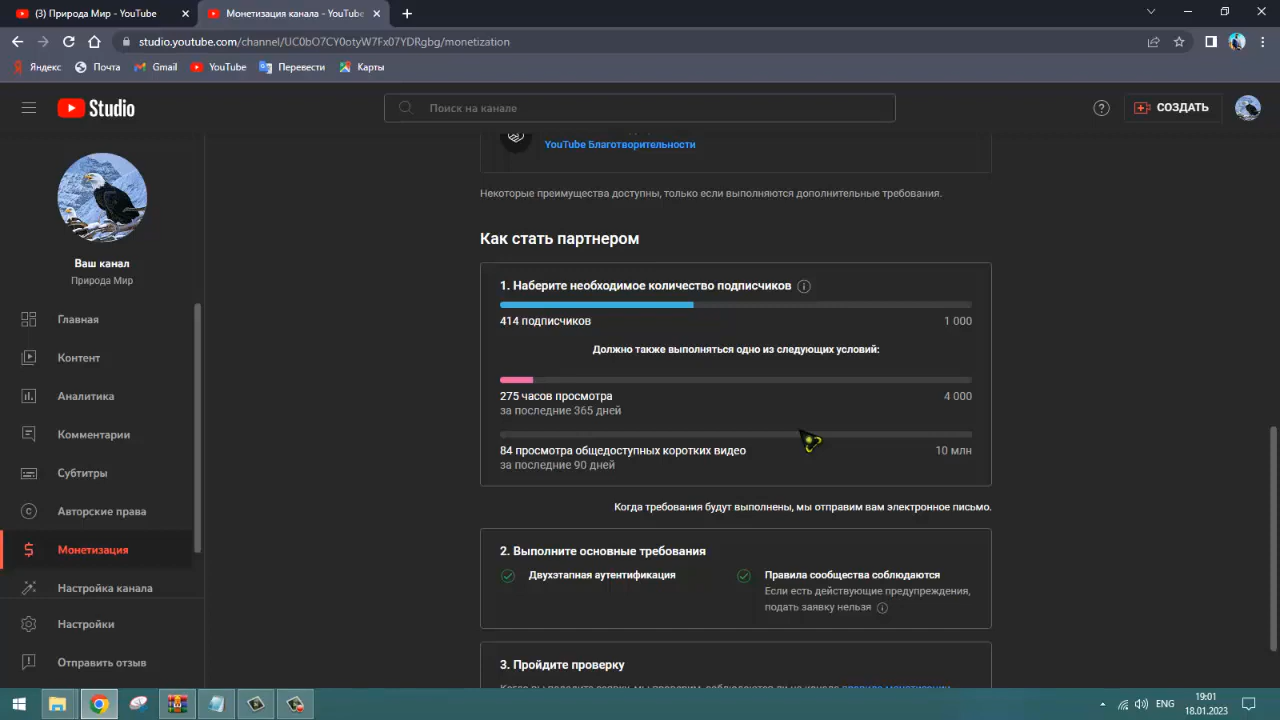 (3) Природа Мир - YouTube
Монетизация канала - YouTube
studio.youtube.com/channel/UC0bO7CY0otyW7Fx07YDRgbg/monetization
Яндекс Почта Gmail YouTube Перевести Карты
Studio
Поиск на канале
СОЗДАТЬ
YouTube Благотворительности
Некоторые преимущества доступны, только если выполняются дополнительные требования.
Ваш канал
Природа Мир
Главная
Контент
Аналитика
Комментарии
Субтитры
Авторские права
Монетизация
Настройка канала
Настройки
Отправить отзыв
Как стать партнером
1. Наберите необходимое количество подписчиков
414 подписчиков 1 000
Должно также выполняться одно из следующих условий:
275 часов просмотра 4 000
за последние 365 дней
84 просмотра общедоступных коротких видео 10 млн
за последние 90 дней
Когда требования будут выполнены, мы отправим вам электронное письмо.
2. Выполните основные требования
Двухэтапная аутентификация
Правила сообщества соблюдаются
Если есть действующие предупреждения,
подать заявку нельзя
3. Пройдите проверку
ENG
19:01
18.01.2023